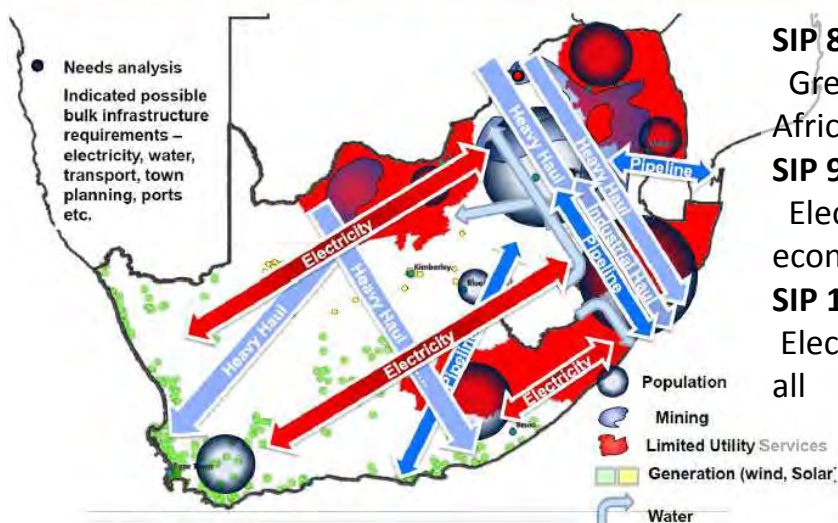 Needs analysis
Indicated possible
bulk infrastructure
requirements –
electricity, water,
transport, town
planning, ports
etc.
SIP 8
Gre
Afric
SIP 9
Elec
econ
SIP 1
Elec
all
Heavy Haul
Heavy Haul
Pipeline
Industrial Haul
Pipeline
Electricity
Kimberley
Heavy Haul
Heavy Haul
Electricity
Pipeline
Electricity
Population
Mining
Limited Utility Services
Generation (wind, Solar)
Water